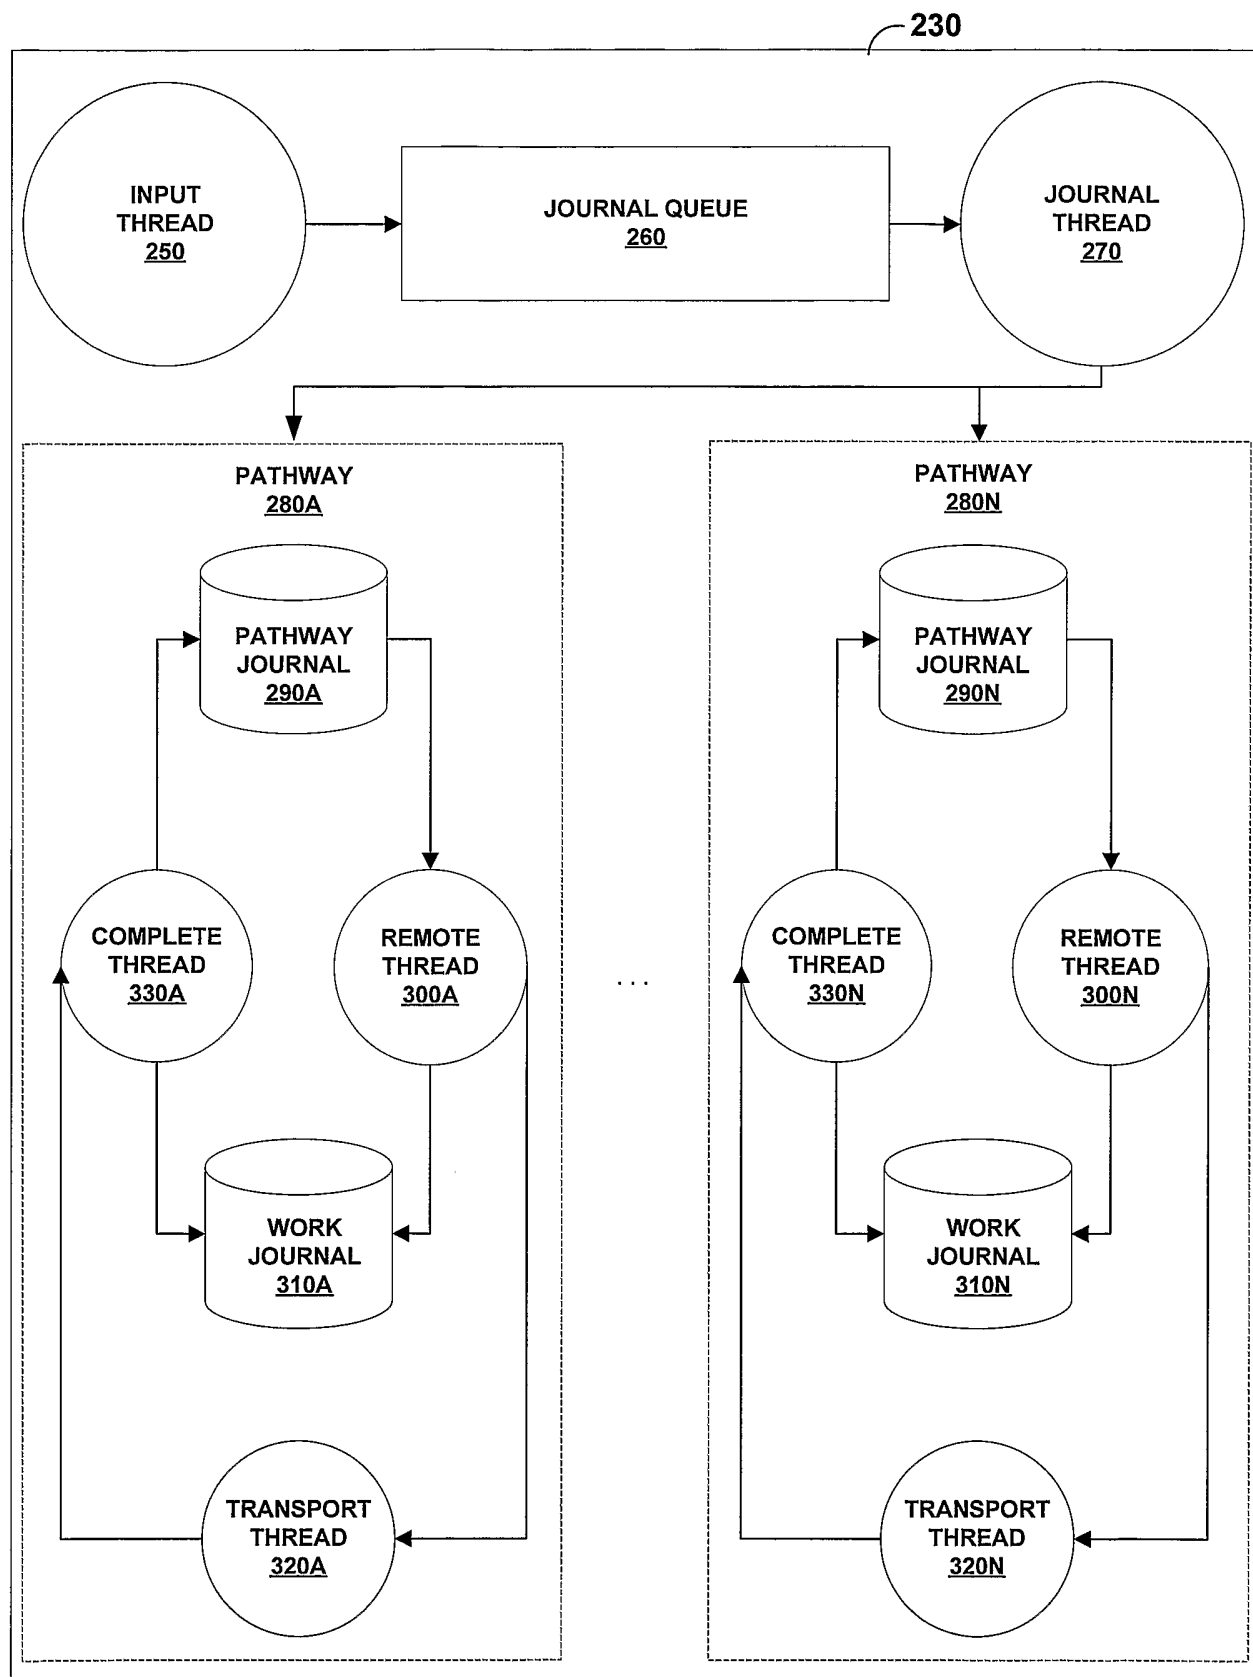 230
INPUT
THREAD
250
JOURNAL QUEUE
260
JOURNAL
THREAD
270
PATHWAY
280A
PATHWAY
JOURNAL
290A
COMPLETE
THREAD
330A
REMOTE
THREAD
300A
WORK
JOURNAL
310A
TRANSPORT
THREAD
320A
...
PATHWAY
280N
PATHWAY
JOURNAL
290N
COMPLETE
THREAD
330N
REMOTE
THREAD
300N
WORK
JOURNAL
310N
TRANSPORT
THREAD
320N